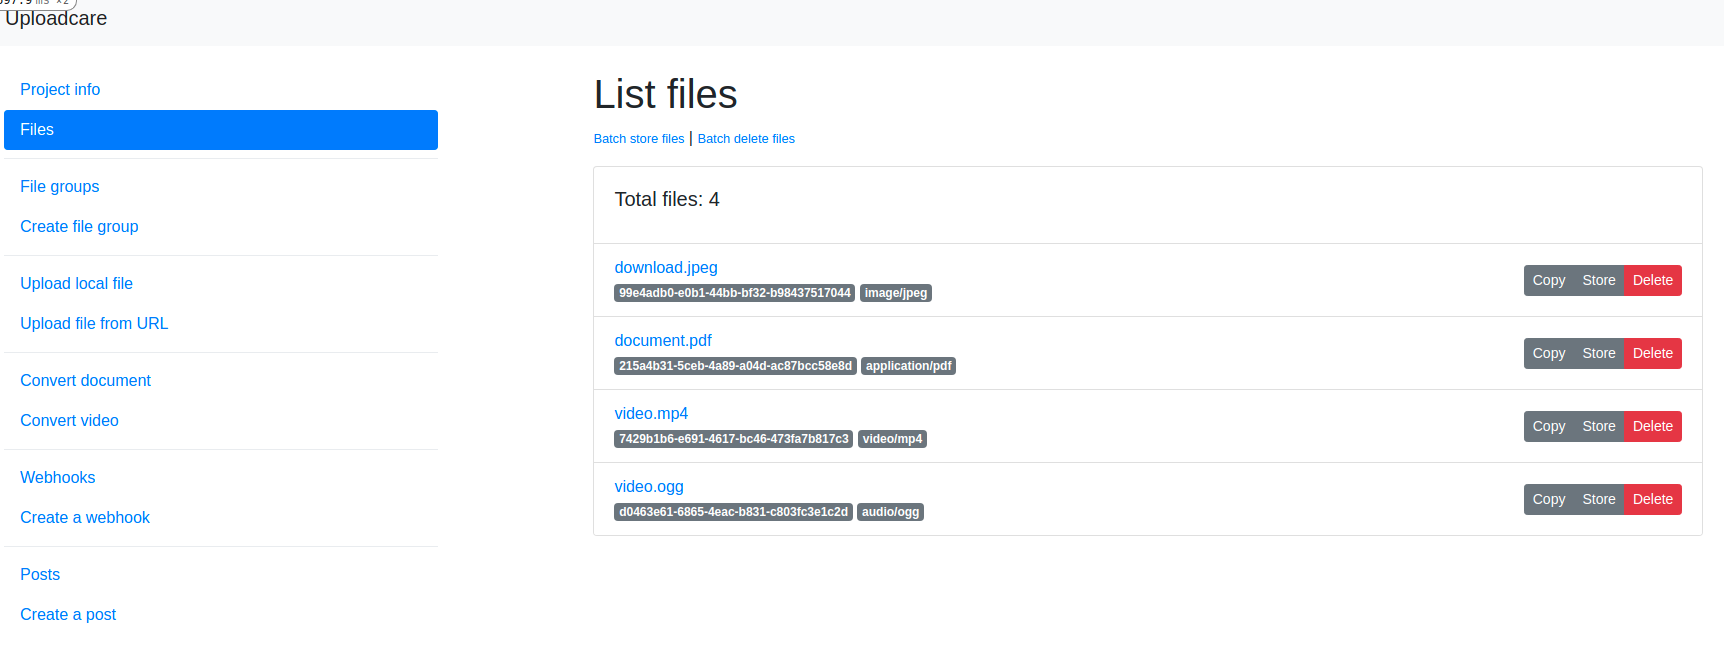 Uploadcare
Project info
Files
File groups
Create file group
Upload local file
Upload file from URL
Convert document
Convert video
Webhooks
Create a webhook
Posts
Create a post
List files
Batch store files | Batch delete files
Total files: 4
download.jpeg
99e4adb0-e0b1-44bb-bf32-b98437517044 image/jpeg
Copy Store Delete
document.pdf
215a4b31-5ceb-4a89-a04d-ac87bcc58e8d application/pdf
Copy Store Delete
video.mp4
7429b1b6-e691-4617-bc46-473fa7b817c3 video/mp4
Copy Store Delete
video.ogg
d0463e61-6865-4eac-b831-c803fc3e1c2d audio/ogg
Copy Store Delete